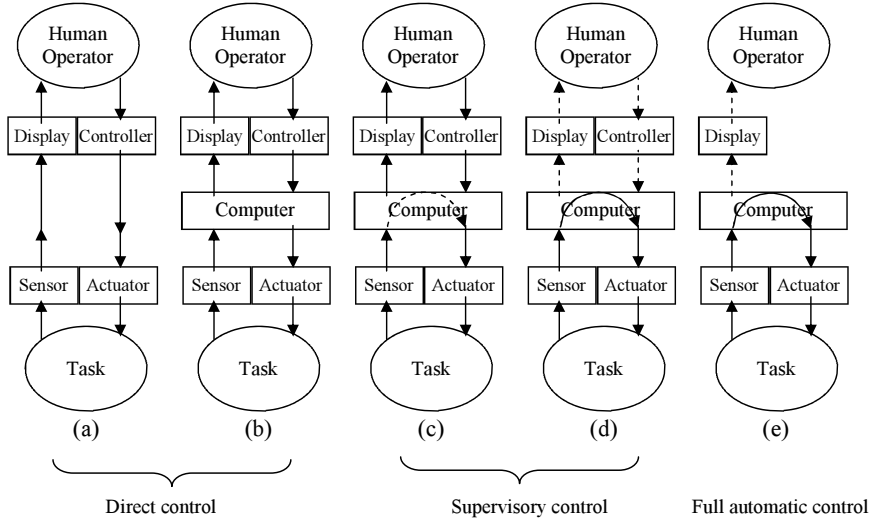 Human Operator
Human Operator
Human Operator
Human Operator
Human Operator
Display Controller
Display Controller
Display Controller
Display Controller
Display
Computer
Computer
Computer
Computer
Sensor Actuator
Sensor Actuator
Sensor Actuator
Sensor Actuator
Sensor Actuator
Task
Task
Task
Task
Task
(a)
(b)
(c)
(d)
(e)
Direct control
Supervisory control
Full automatic control